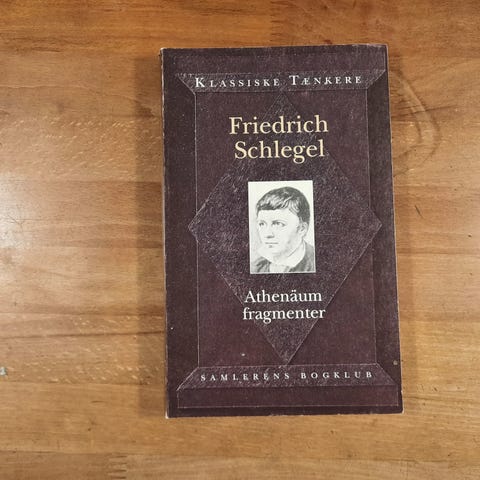 KLASSISKE TÆNKERE
Friedrich
Schlegel
Athenäum
fragmenter
SAMLERENS BOGKLUB